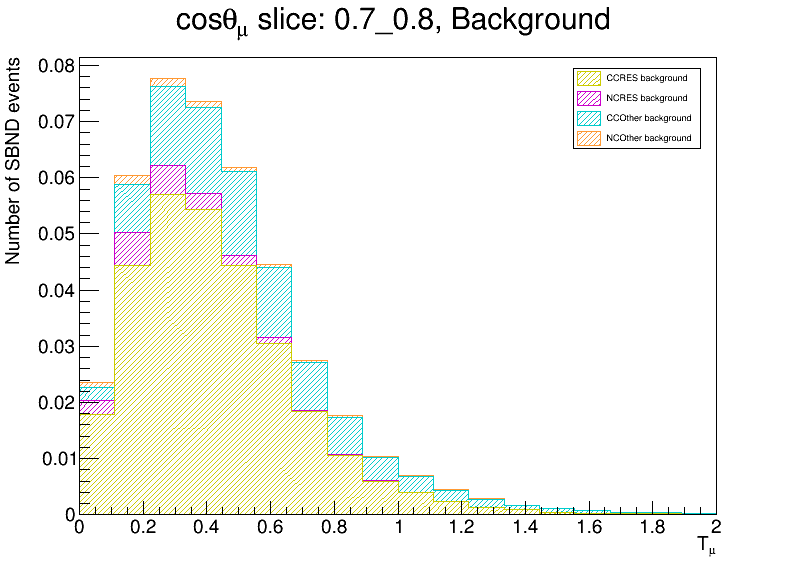 cosθμ slice: 0.7_0.8, Background
Number of SBND events
0.08
0.07
0.06
0.05
0.04
0.03
0.02
0.01
0
CCRES background
NCRES background
CCOther background
NCOther background
0 0.2 0.4 0.6 0.8 1 1.2 1.4 1.6 1.8 2
Tμ